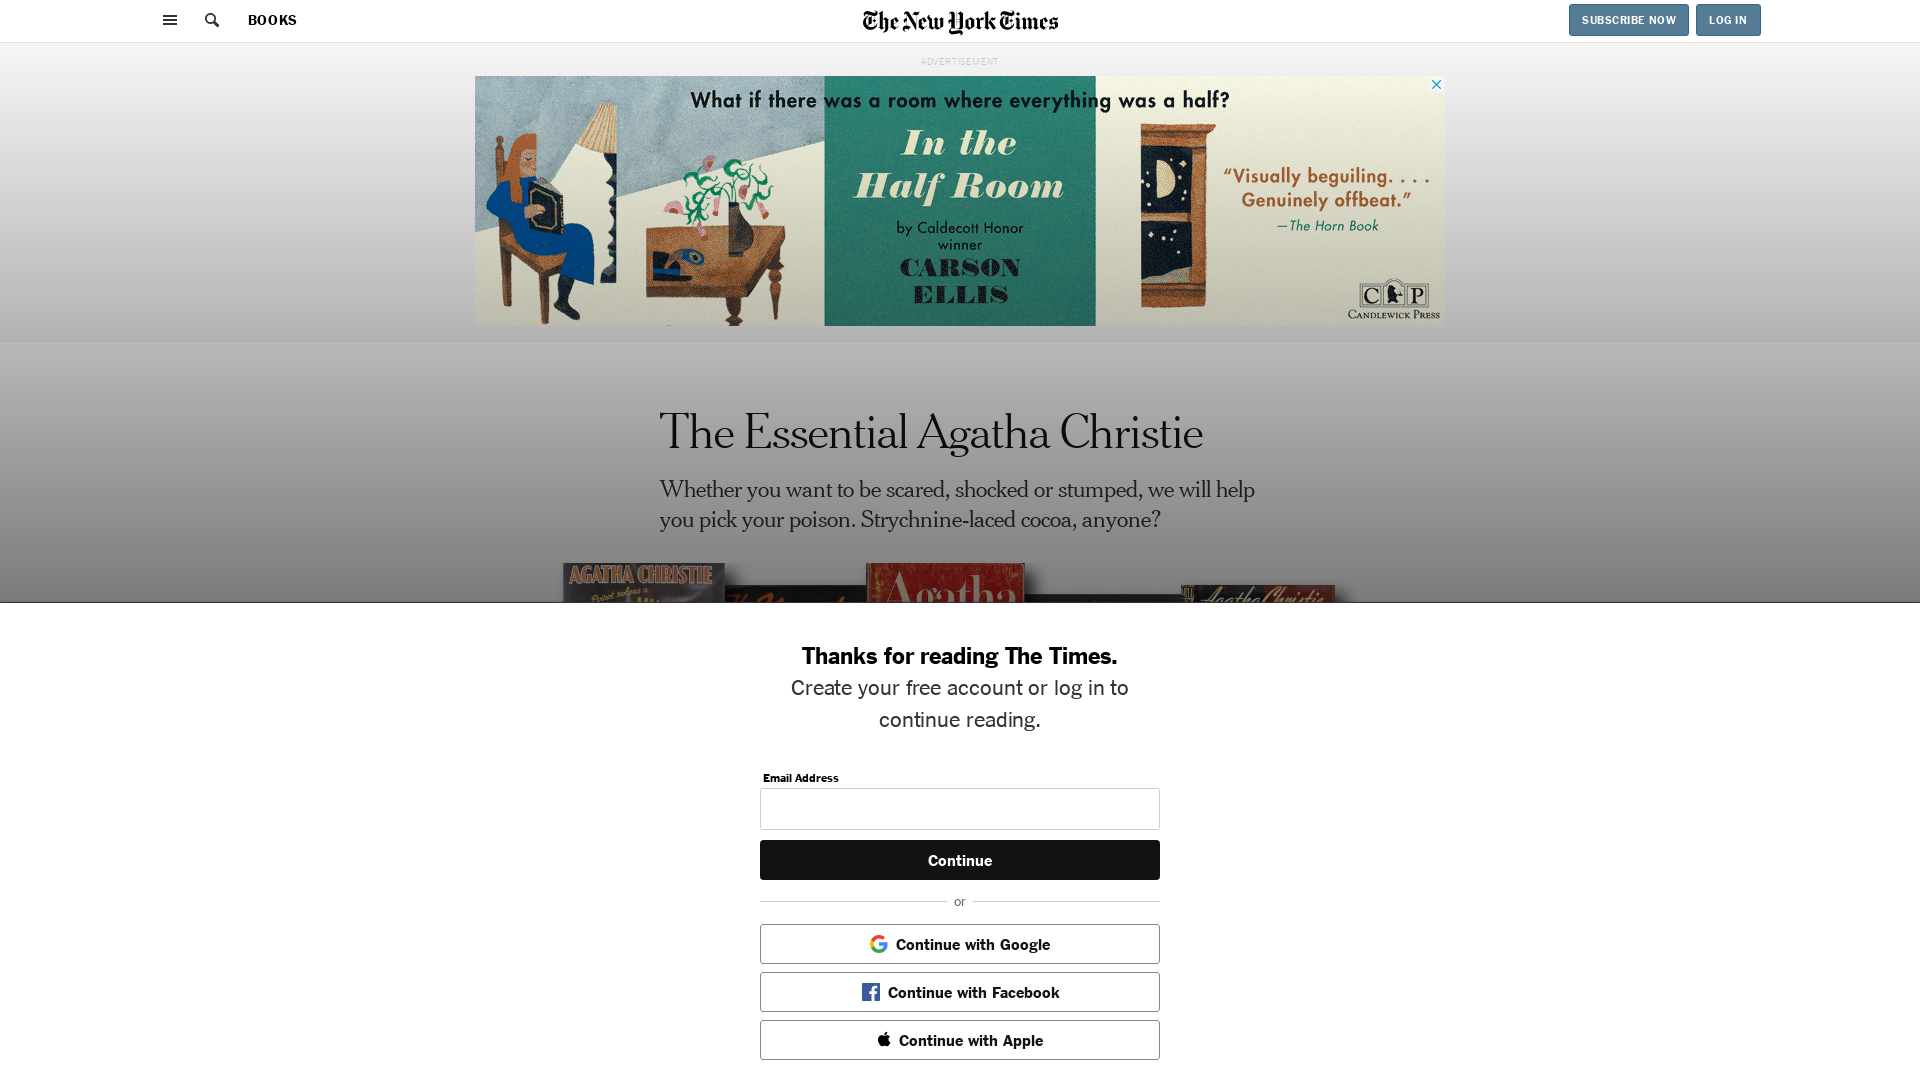 BOOKS
The New York Times
SUBSCRIBE NOW
LOG IN
ADVERTISEMENT
What if there was a room where everything was a half?
In the
Half Room
by Caldecott Honor
winner
CARSON
ELLIS
“Visually beguiling. . . .
Genuinely offbeat.”
—The Horn Book
C P
CANDLEWICK PRESS
The Essential Agatha Christie
Whether you want to be scared, shocked or stumped, we will help
you pick your poison. Strychnine-laced cocoa, anyone?
AGATHA CHRISTIE
Poirot solves a
Agatha
Agatha Christie
Thanks for reading The Times.
Create your free account or log in to
continue reading.
Email Address
Continue
or
Continue with Google
Continue with Facebook
Continue with Apple